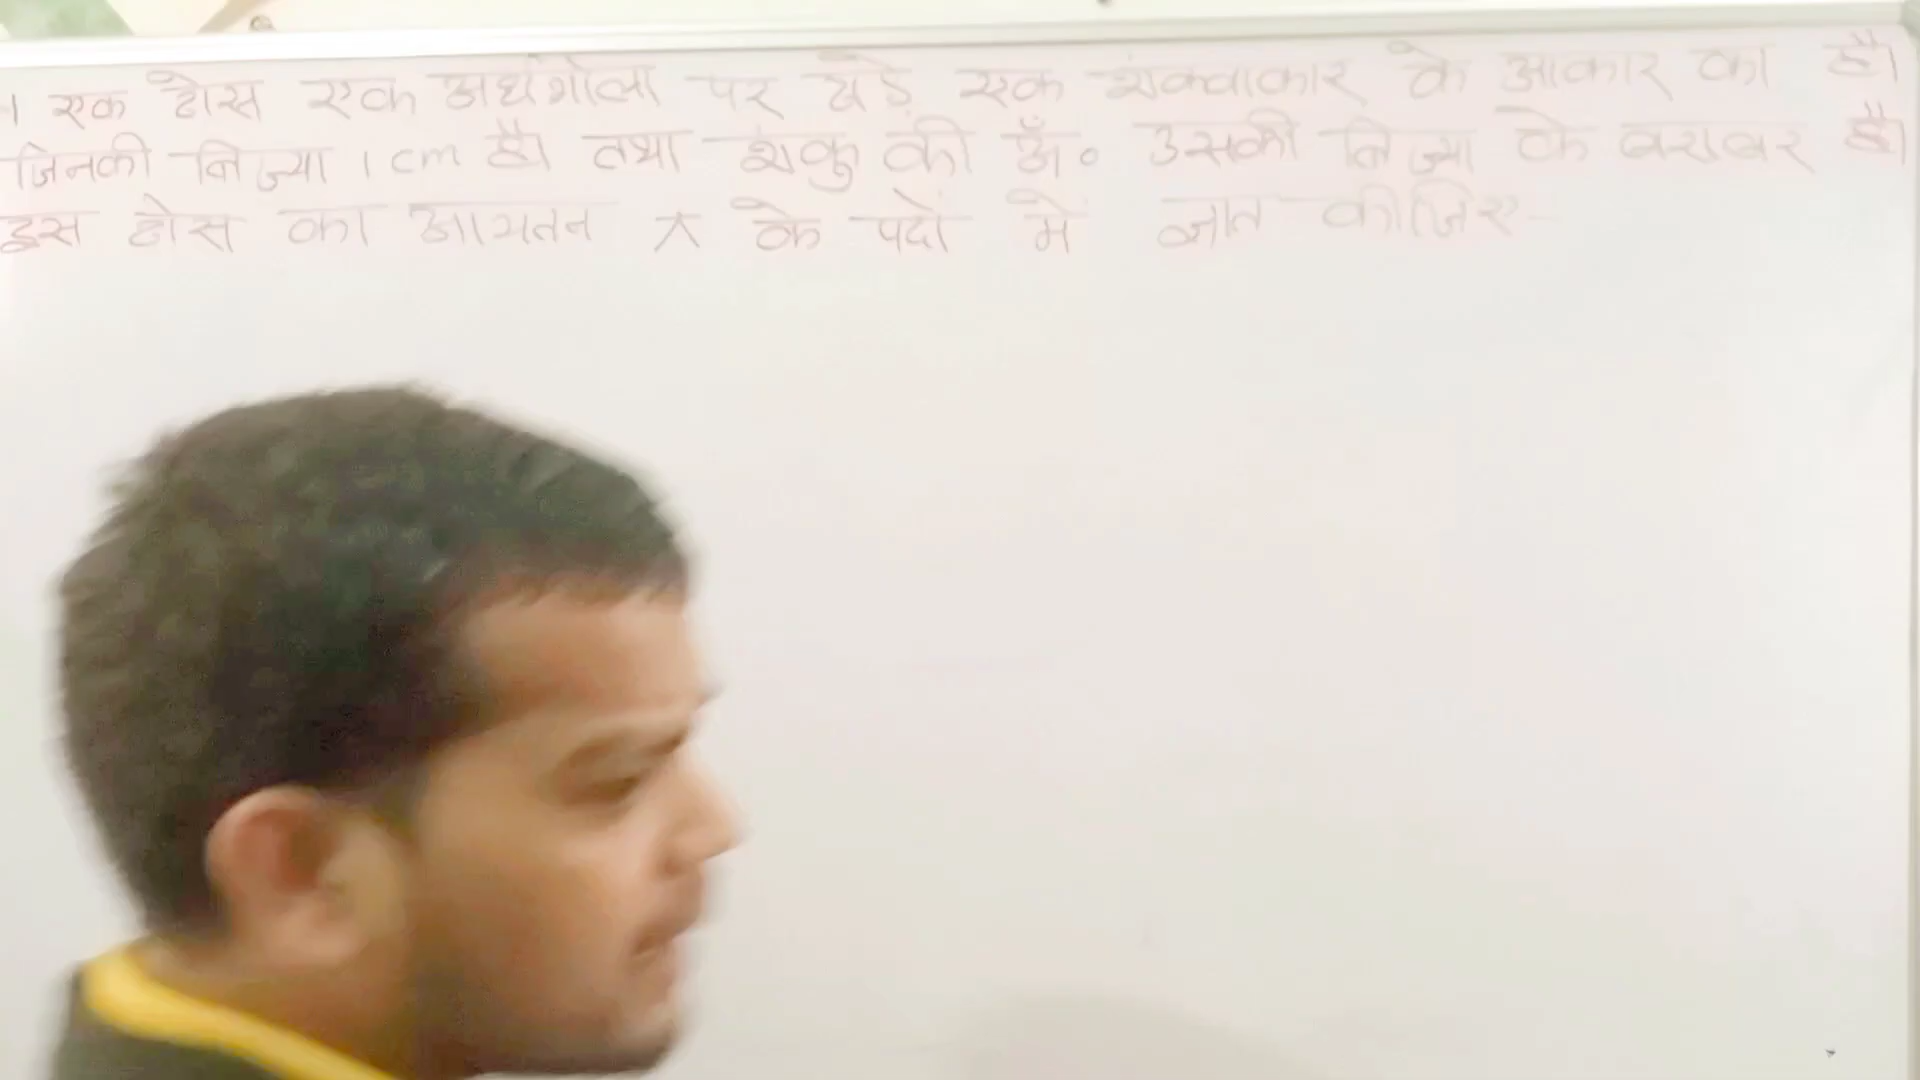 1 एक ठोस एक अर्धगोला पर खड़े एक शंक्वाकार के आकार का है।
जिनकी त्रिज्या 1 cm है। तथा शंकु की ऊँ० उसकी त्रिज्या के बराबर है।
इस ठोस का आयतन π के पदो मे ज्ञात कीजिए-